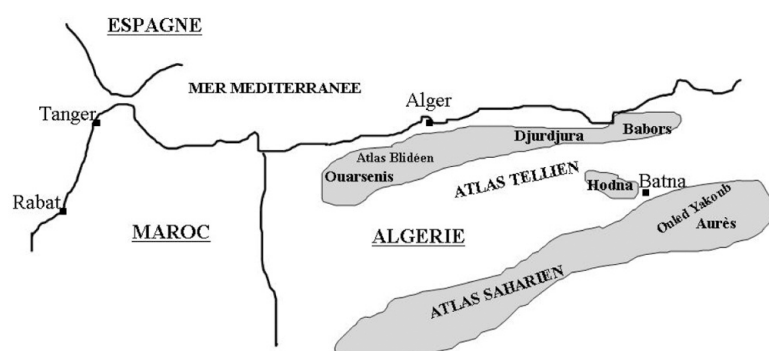 ESPAGNE
MER MEDITERRANEE
Tanger
Alger
Djurdjura
Babors
Atlas Blidéen
Ouarsenis
ATLAS TELLIEN
Hodna
Batna
Rabat
MAROC
ALGERIE
Ouled Yakoub
Aurès
ATLAS SAHARIEN